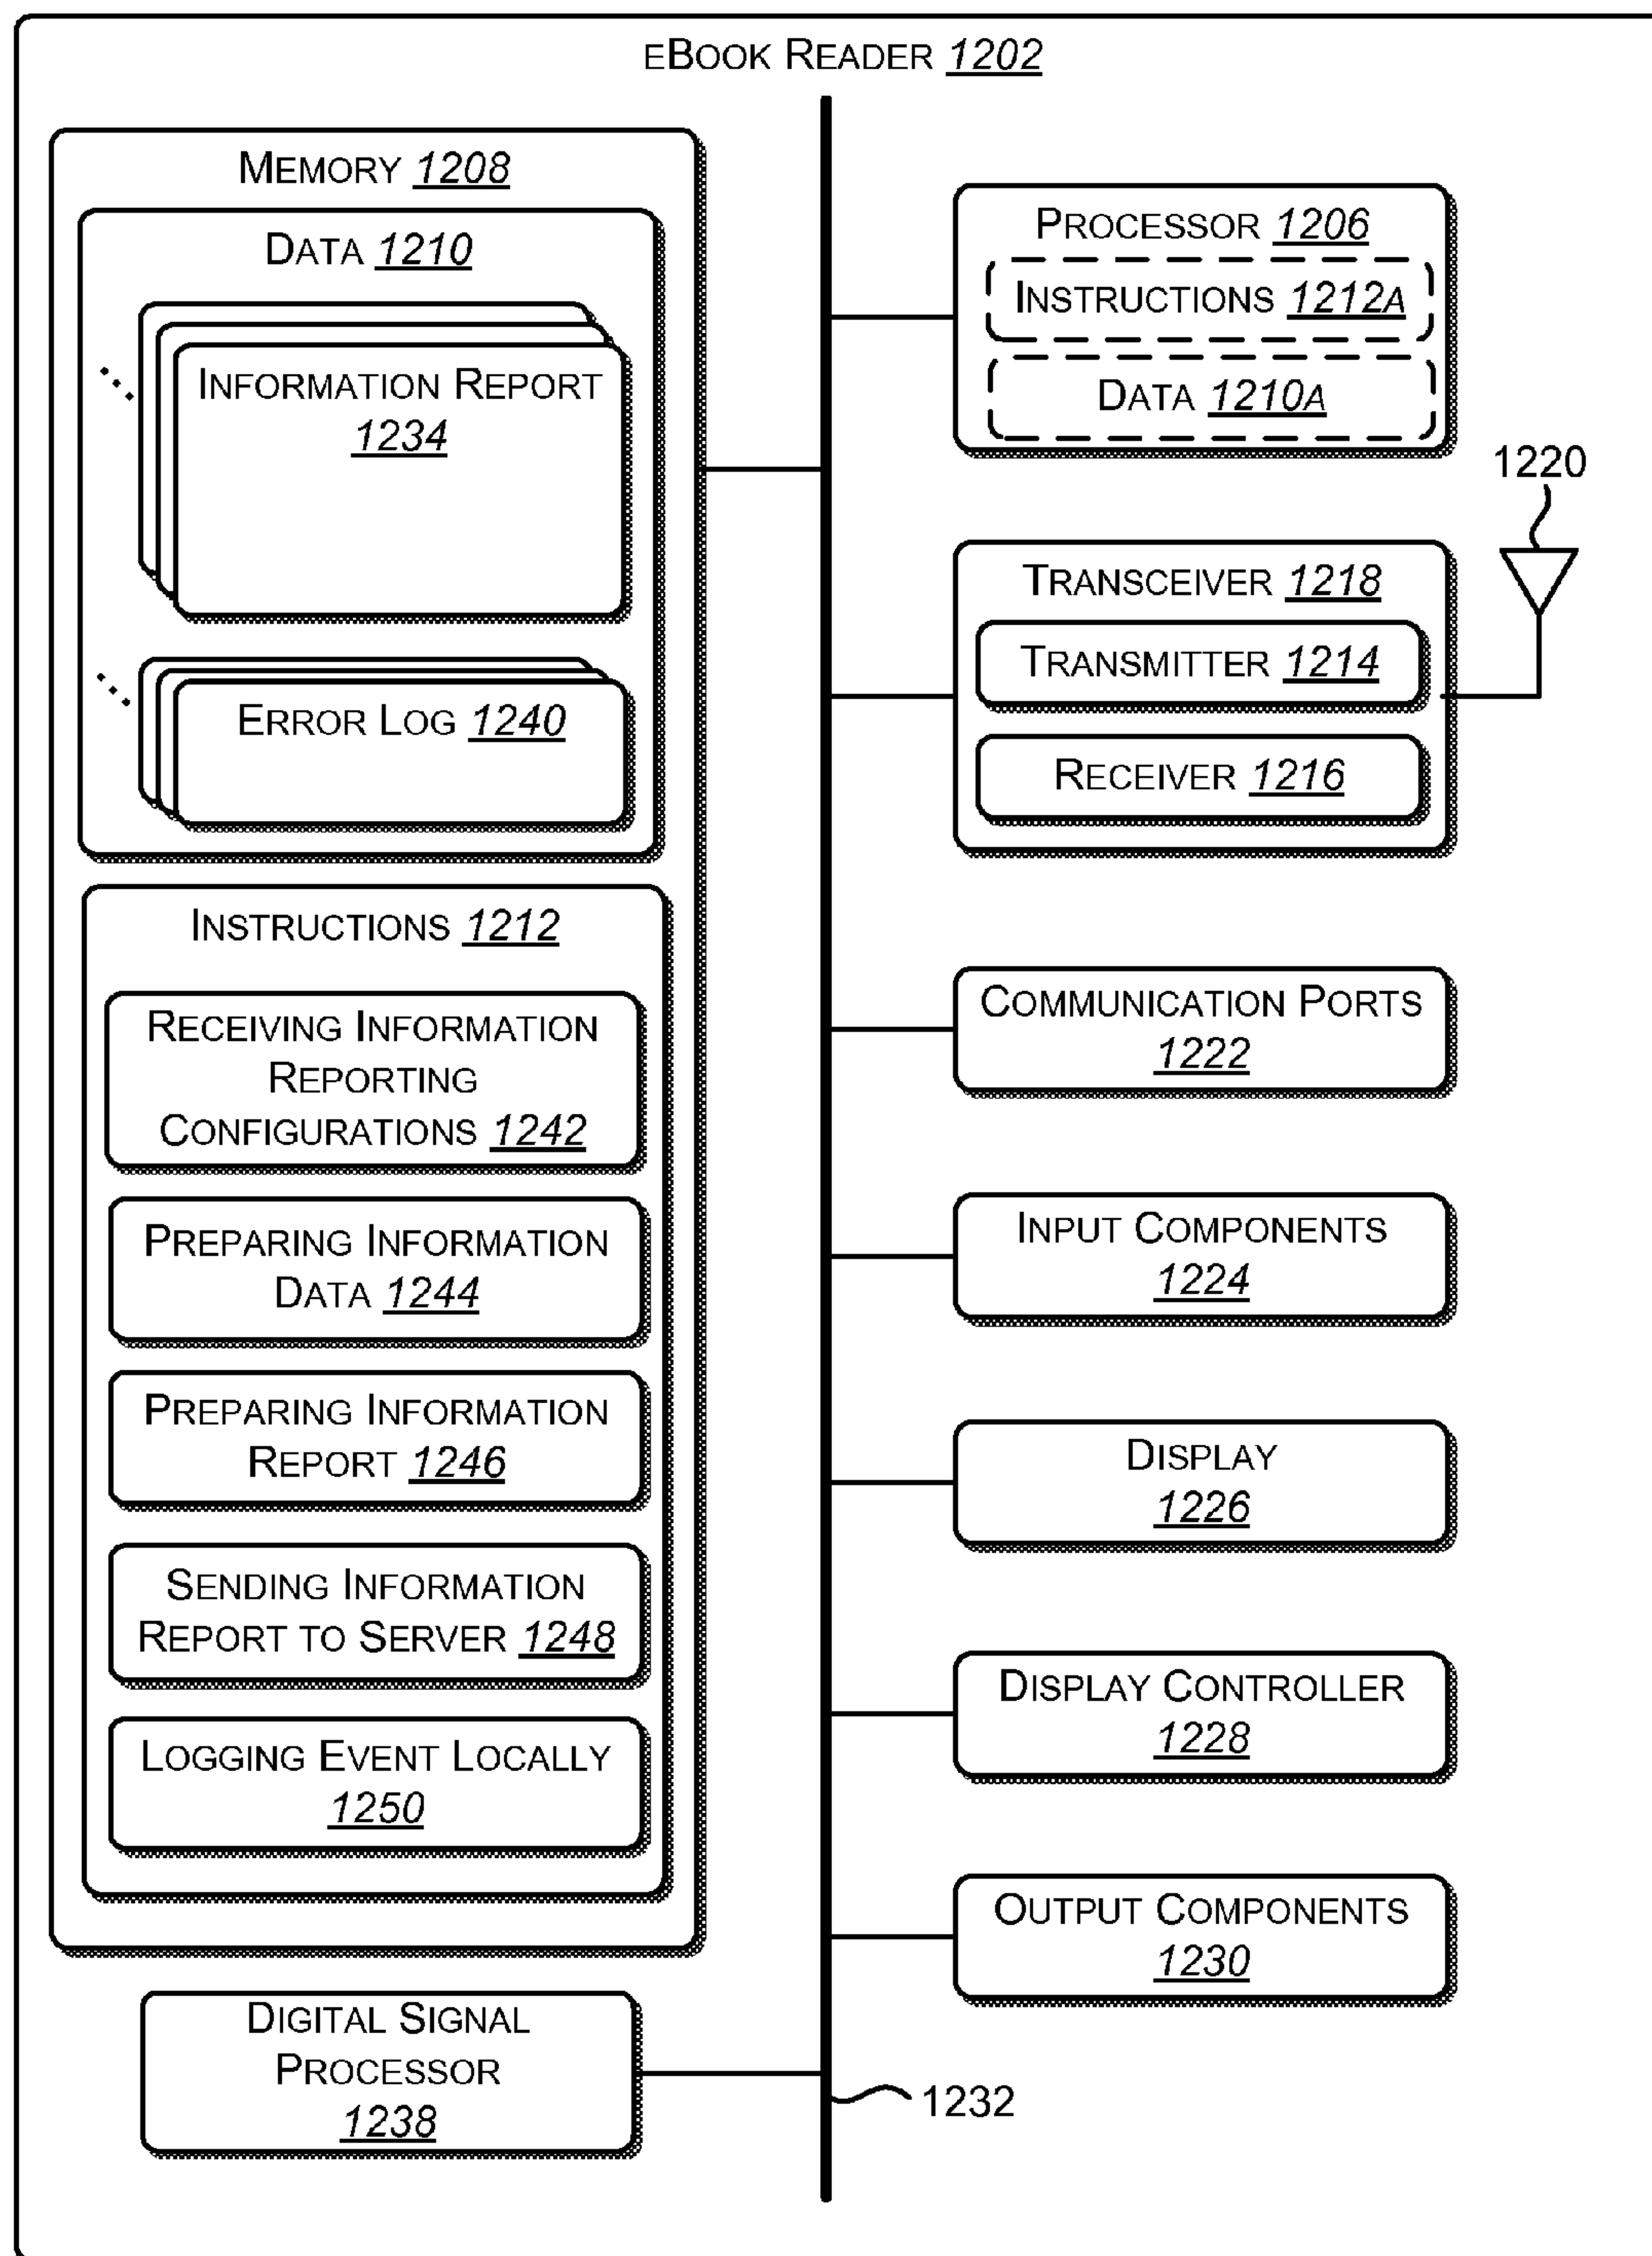 eBook Reader 1202
Memory 1208
Data 1210
Information Report
1234
Error Log 1240
Instructions 1212
Receiving Information
Reporting
Configurations 1242
Preparing Information
Data 1244
Preparing Information
Report 1246
Sending Information
Report to Server 1248
Logging Event Locally
1250
Digital Signal
Processor
1238
Processor 1206
Instructions 1212A
Data 1210A
1220
Transceiver 1218
Transmitter 1214
Receiver 1216
Communication Ports
1222
Input Components
1224
Display
1226
Display Controller
1228
Output Components
1230
1232